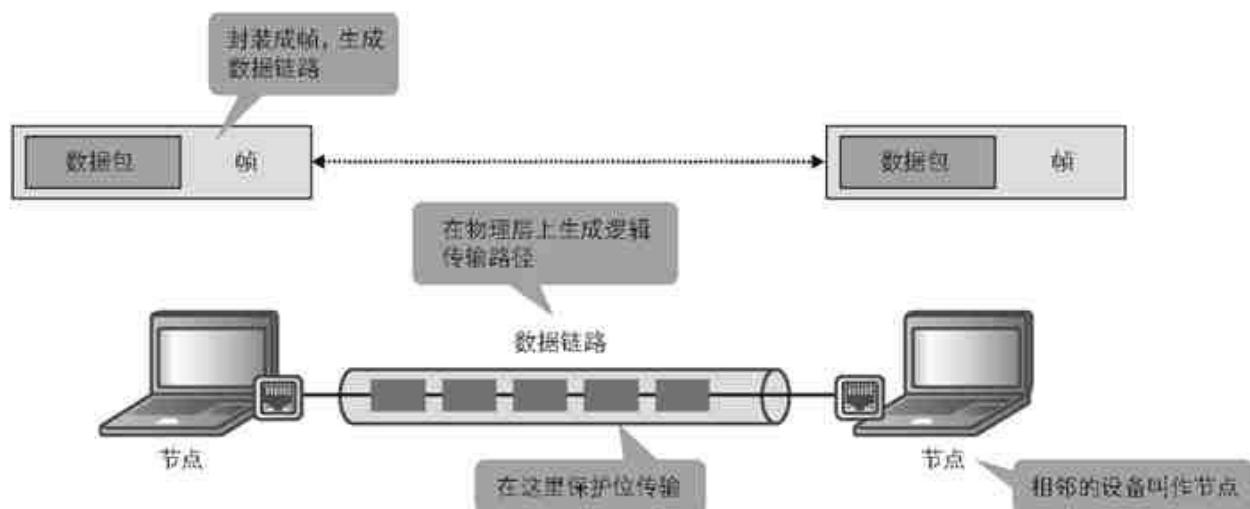 封装成帧，生成
数据链路
数据包
帧
数据包
帧
在物理层上生成逻辑
传输路径
数据链路
节点
节点
在这里保护位传输
相邻的设备叫作节点